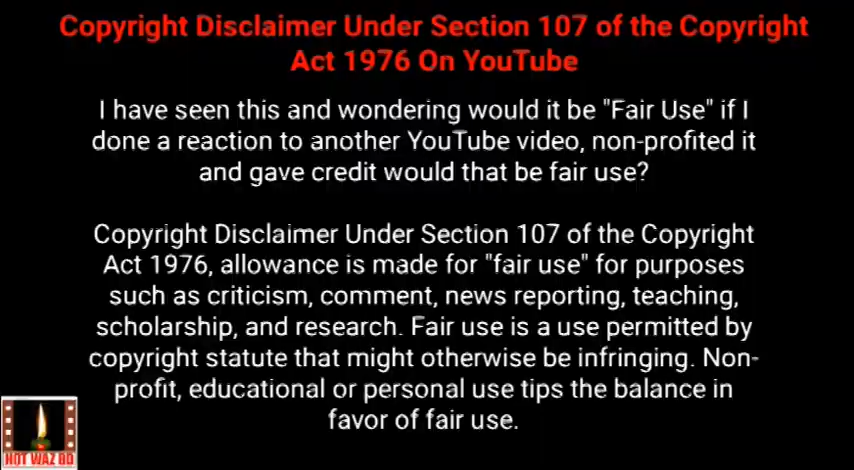 Copyright Disclaimer Under Section 107 of the Copyright
Act 1976 On YouTube
I have seen this and wondering would it be "Fair Use" if I
done a reaction to another YouTube video, non-profited it
and gave credit would that be fair use?
Copyright Disclaimer Under Section 107 of the Copyright
Act 1976, allowance is made for "fair use" for purposes
such as criticism, comment, news reporting, teaching,
scholarship, and research. Fair use is a use permitted by
copyright statute that might otherwise be infringing. Non-
profit, educational or personal use tips the balance in
favor of fair use.
HOT WAZ BD